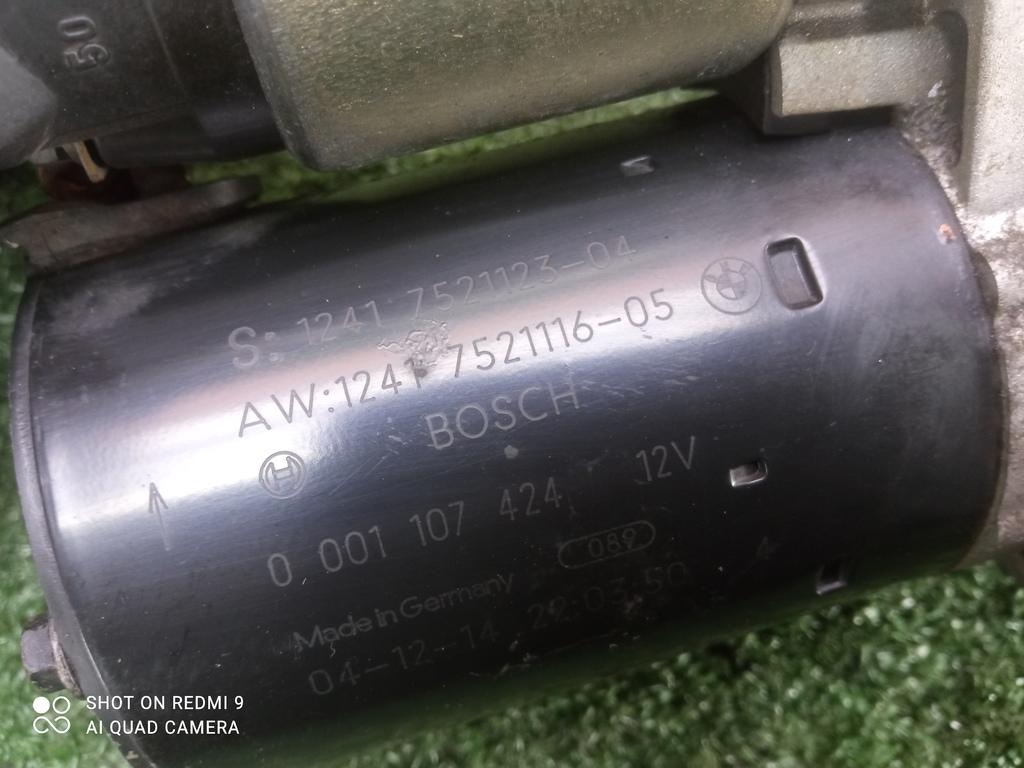 50
S: 1241 7521123-04
AW:1241 7521116-05
BOSCH
0 001 107 424 12V
089
Made in Germany
04-12-14 22:03:50
SHOT ON REDMI 9
AI QUAD CAMERA